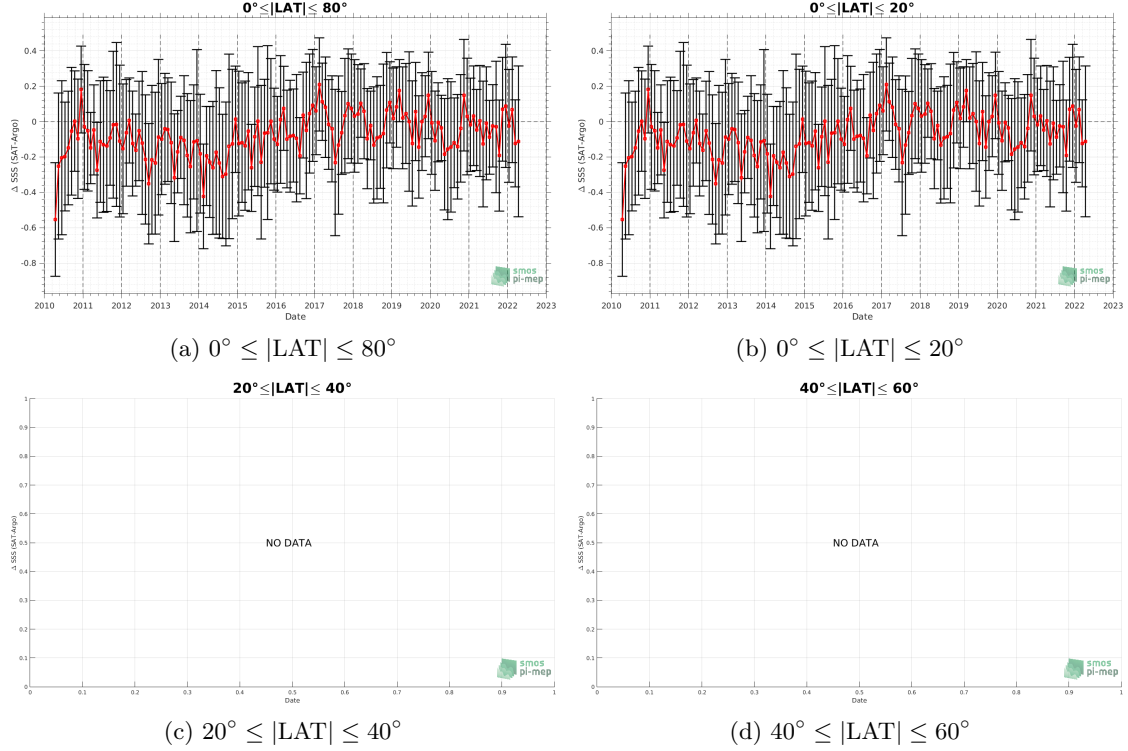 0°≤|LAT|≤ 80°
0.4
0.2
0
-0.2
-0.4
-0.6
-0.8
Δ SSS (SAT-Argo)
2010 2011 2012 2013 2014 2015 2016 2017 2018 2019 2020 2021 2022 2023
Date
smos
pi-mep
(a) 0° ≤ |LAT| ≤ 80°
0°≤|LAT|≤ 20°
0.4
0.2
0
-0.2
-0.4
-0.6
-0.8
Δ SSS (SAT-Argo)
2010 2011 2012 2013 2014 2015 2016 2017 2018 2019 2020 2021 2022 2023
Date
smos
pi-mep
(b) 0° ≤ |LAT| ≤ 20°
20°≤|LAT|≤ 40°
1
0.9
0.8
0.7
0.6
0.5
0.4
0.3
0.2
0.1
0
Δ SSS (SAT-Argo)
NO DATA
0 0.1 0.2 0.3 0.4 0.5 0.6 0.7 0.8 0.9 1
Date
smos
pi-mep
(c) 20° ≤ |LAT| ≤ 40°
40°≤|LAT|≤ 60°
1
0.9
0.8
0.7
0.6
0.5
0.4
0.3
0.2
0.1
0
Δ SSS (SAT-Argo)
NO DATA
0 0.1 0.2 0.3 0.4 0.5 0.6 0.7 0.8 0.9 1
Date
smos
pi-mep
(d) 40° ≤ |LAT| ≤ 60°